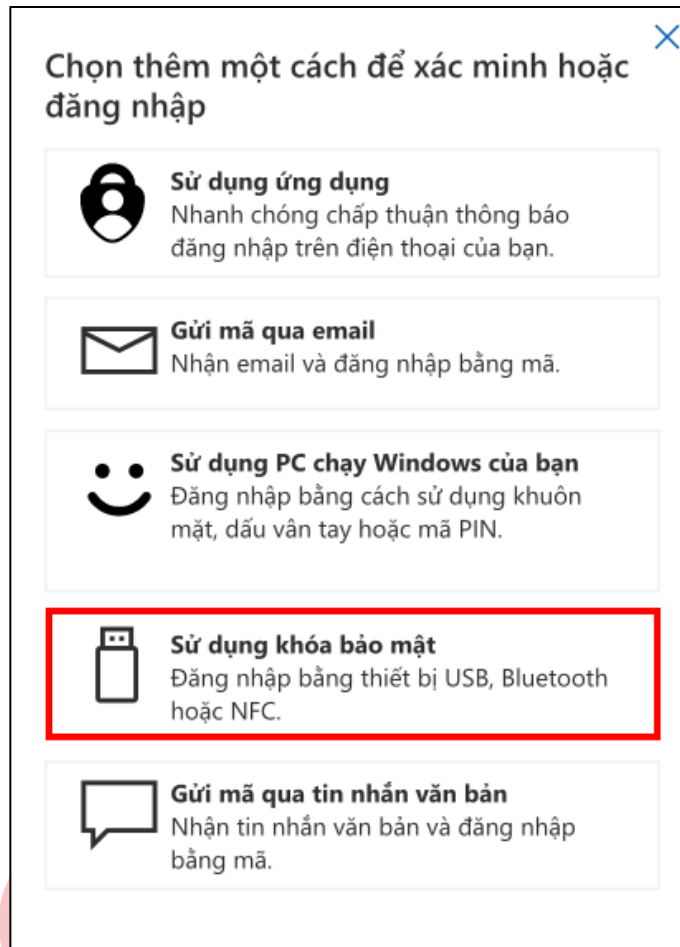 Chọn thêm một cách để xác minh hoặc
đăng nhập
Sử dụng ứng dụng
Nhanh chóng chấp thuận thông báo
đăng nhập trên điện thoại của bạn.
Gửi mã qua email
Nhận email và đăng nhập bằng mã.
Sử dụng PC chạy Windows của bạn
Đăng nhập bằng cách sử dụng khuôn
mặt, dấu vân tay hoặc mã PIN.
Sử dụng khóa bảo mật
Đăng nhập bằng thiết bị USB, Bluetooth
hoặc NFC.
Gửi mã qua tin nhắn văn bản
Nhận tin nhắn văn bản và đăng nhập
bằng mã.